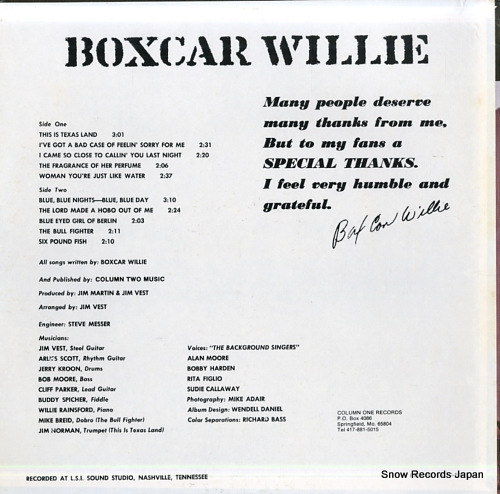 BOXCAR WILLIE
Many people deserve
many thanks from me,
But to my fans a
SPECIAL THANKS.
I feel very humble and
grateful.
Box Car Willie
Side One
THIS IS TEXAS LAND 3:01
I'VE GOT A BAD CASE OF FEELIN' SORRY FOR ME 2:31
I CAME SO CLOSE TO CALLIN' YOU LAST NIGHT 2:20
THE FRAGRANCE OF HER PERFUME 2:06
WOMAN YOU'RE JUST LIKE WATER 2:37
Side Two
BLUE, BLUE NIGHTS—BLUE, BLUE DAY 3:10
THE LORD MADE A HOBO OUT OF ME 2:24
BLUE EYED GIRL OF BERLIN 2:03
THE BULL FIGHTER 2:11
SIX POUND FISH 2:10
All songs written by: BOXCAR WILLIE
And Published by: COLUMN TWO MUSIC
Produced by: JIM MARTIN & JIM VEST
Arranged by: JIM VEST
Engineer: STEVE MESSER
Musicians:
JIM VEST, Steel Guitar
SCOTT, Rhythm Guitar
JERRY KROON, Drums
BOB MOORE, Bass
CLIFF PARKER, Lead Guitar
BUDDY SPICHER, Fiddle
WILLIE RAINSFORD, Piano
MIKE BREID, Dobro (The Bull Fighter)
JIM NORMAN, Trumpet (This Is Texas Land)
Voices: "THE BACKGROUND SINGERS"
ALAN MOORE
BOBBY HARDEN
RITA FIGLIO
SUDIE CALLAWAY
Photography: MIKE ADAIR
Album Design: WENDELL DANIEL
Color Separations: RICHARD BASS
COLUMN ONE RECORDS
P.O. Box 4086
Springfield, Mo. 65804
Tel 417-881-5015
RECORDED AT L.S.I. SOUND STUDIO, NASHVILLE, TENNESSEE
Snow Records Japan